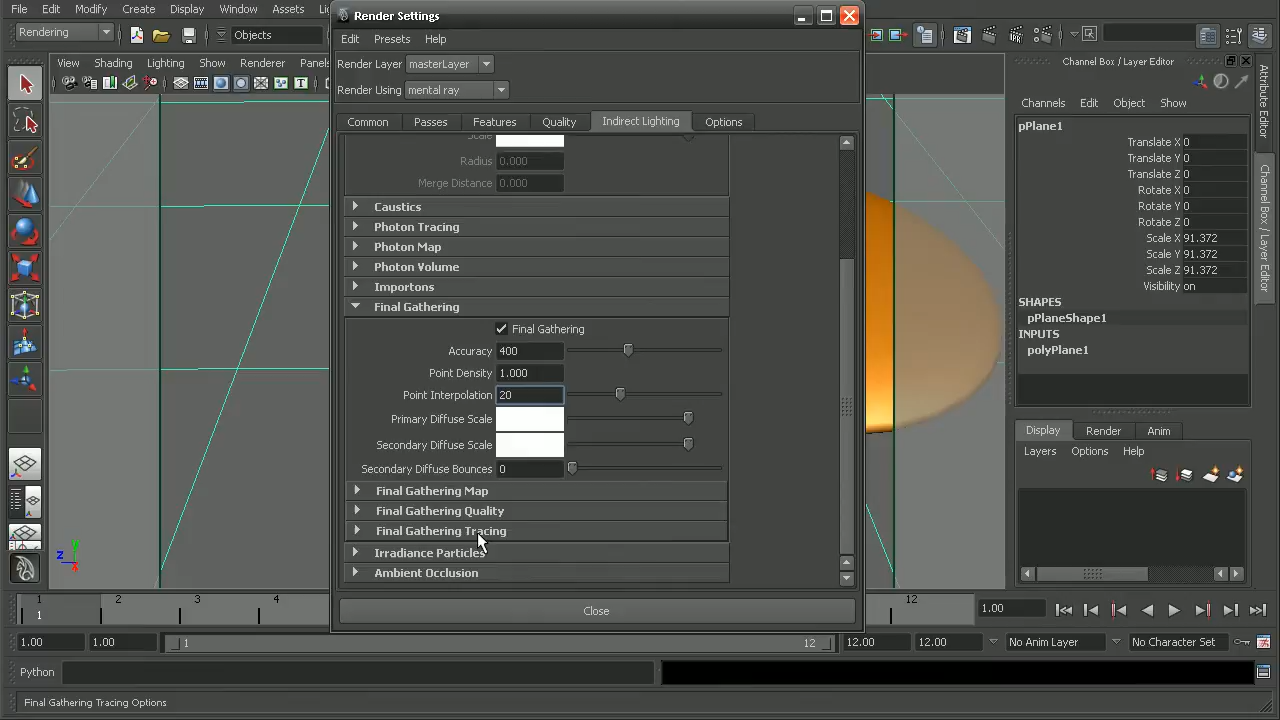 File Edit Modify Create Display Window Assets
Render Settings
Rendering
Objects
Edit Presets Help
View Shading Lighting Show Renderer Panels
Render Layer masterLayer
Render Using mental ray
Common Passes Features Quality Indirect Lighting Options
Scale
Radius 0.000
Merge Distance 0.000
Caustics
Photon Tracing
Photon Map
Photon Volume
Importons
Final Gathering
Final Gathering
Accuracy 400
Point Density 1.000
Point Interpolation 20
Primary Diffuse Scale
Secondary Diffuse Scale
Secondary Diffuse Bounces 0
Final Gathering Map
Final Gathering Quality
Final Gathering Tracing
Irradiance Particles
Ambient Occlusion
Close
Channel Box / Layer Editor
Channels Edit Object Show
pPlane1
Translate X 0
Translate Y 0
Translate Z 0
Rotate X 0
Rotate Y 0
Rotate Z 0
Scale X 91.372
Scale Y 91.372
Scale Z 91.372
Visibility on
SHAPES
pPlaneShape1
INPUTS
polyPlane1
Display Render Anim
Layers Options Help
Attribute Editor
Channel Box / Layer Editor
z y x
1 2 3 4 12
1
1.00
1.00 1.00 1 12 12.00 12.00 No Anim Layer No Character Set
Python
Final Gathering Tracing Options